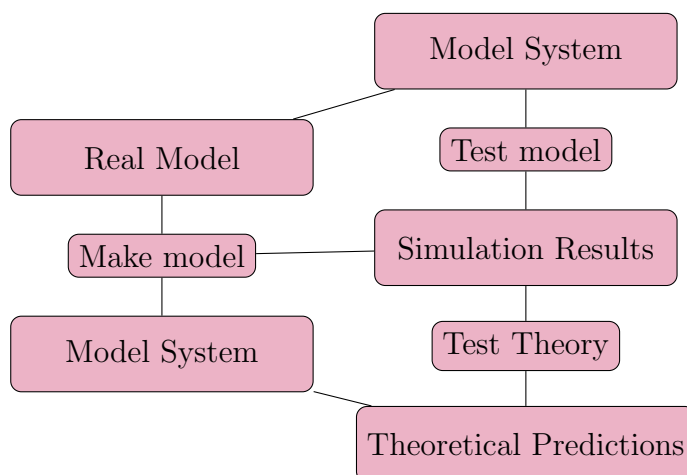 Model System
Real Model
Test model
Make model
Simulation Results
Model System
Test Theory
Theoretical Predictions